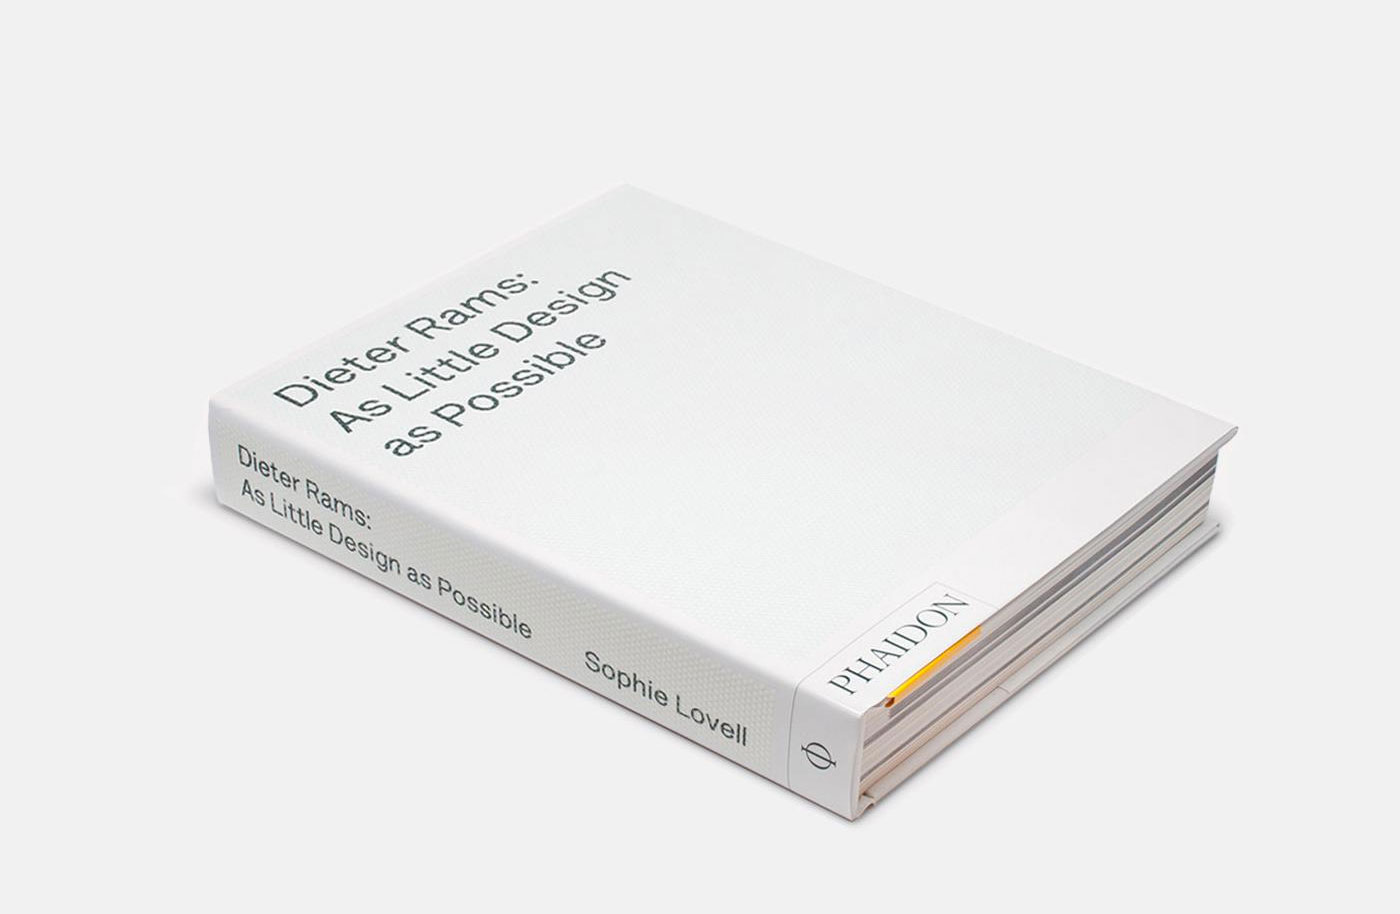 Dieter Rams:
As Little Design
as Possible
Dieter Rams:
As Little Design as Possible
Sophie Lovell
PHAIDON
Φ